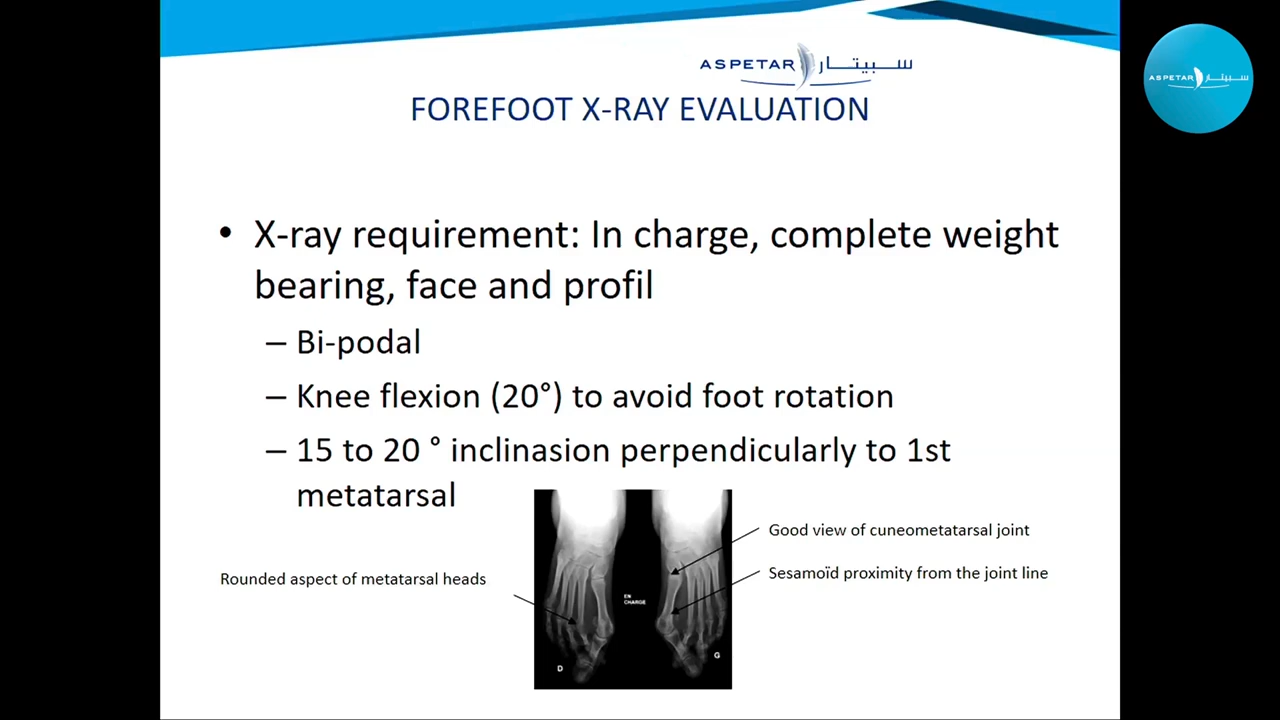 ASPETAR سبيتار
ASPETAR سبيتار
FOREFOOT X-RAY EVALUATION
• X-ray requirement: In charge, complete weight
bearing, face and profil
– Bi-podal
– Knee flexion (20°) to avoid foot rotation
– 15 to 20 ° inclinasion perpendicularly to 1st
metatarsal
Good view of cuneometatarsal joint
Rounded aspect of metatarsal heads
Sesamoïd proximity from the joint line
EN
CHARGE
D
G